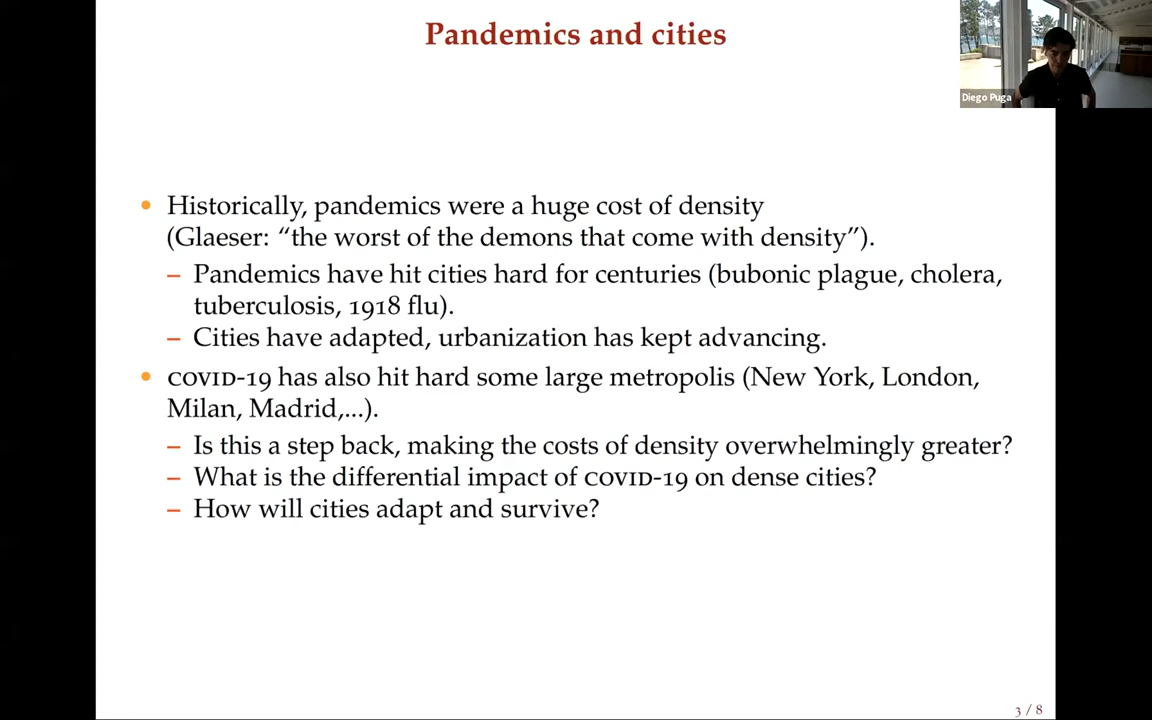 Pandemics and cities
Diego Puga
• Historically, pandemics were a huge cost of density
(Glaeser: “the worst of the demons that come with density”).
– Pandemics have hit cities hard for centuries (bubonic plague, cholera,
tuberculosis, 1918 flu).
– Cities have adapted, urbanization has kept advancing.
• COVID-19 has also hit hard some large metropolis (New York, London,
Milan, Madrid,...).
– Is this a step back, making the costs of density overwhelmingly greater?
– What is the differential impact of COVID-19 on dense cities?
– How will cities adapt and survive?
3 / 8